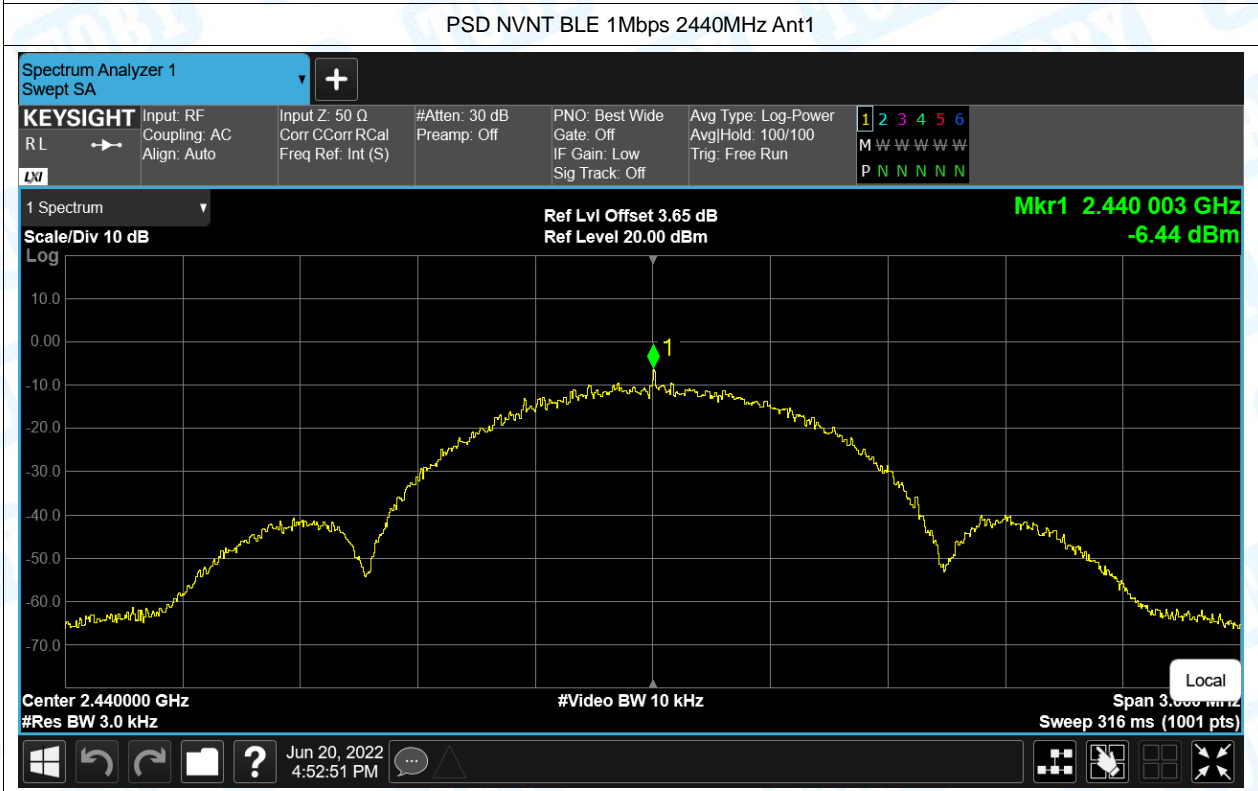 PSD NVNT BLE 1Mbps 2440MHz Ant1
Spectrum Analyzer 1
Swept SA
KEYSIGHT
R L
LXI
Input: RF
Coupling: AC
Align: Auto
Input Z: 50 Ω
Corr CCorr RCal
Freq Ref: Int (S)
#Atten: 30 dB
Preamp: Off
PNO: Best Wide
Gate: Off
IF Gain: Low
Sig Track: Off
Avg Type: Log-Power
Avg|Hold: 100/100
Trig: Free Run
1 2 3 4 5 6
M W W W W W
P N N N N N
1 Spectrum
Scale/Div 10 dB
Ref Lvl Offset 3.65 dB
Ref Level 20.00 dBm
Mkr1 2.440 003 GHz
-6.44 dBm
Log
10.0
0.00
-10.0
-20.0
-30.0
-40.0
-50.0
-60.0
-70.0
1
Center 2.440000 GHz
#Res BW 3.0 kHz
#Video BW 10 kHz
Local
Span 3.000 MHz
Sweep 316 ms (1001 pts)
?
Jun 20, 2022
4:52:51 PM